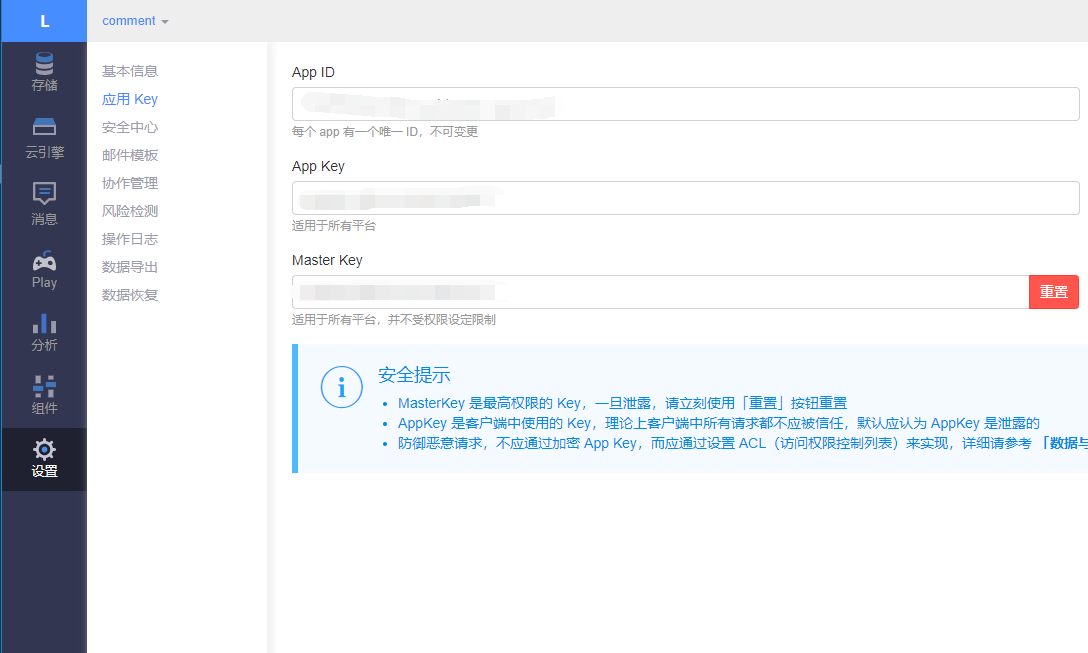 L
comment
存储
云引擎
消息
Play
分析
组件
设置
基本信息
应用 Key
安全中心
邮件模板
协作管理
风险检测
操作日志
数据导出
数据恢复
App ID
每个 app 有一个唯一 ID，不可变更
App Key
适用于所有平台
Master Key
重置
适用于所有平台，并不受权限设定限制
安全提示
MasterKey 是最高权限的 Key，一旦泄露，请立刻使用「重置」按钮重置
AppKey 是客户端中使用的 Key，理论上客户端中所有请求都不应被信任，默认应认为 AppKey 是泄露的
防御恶意请求，不应通过加密 App Key，而应通过设置 ACL（访问权限控制列表）来实现，详细请参考 「数据与